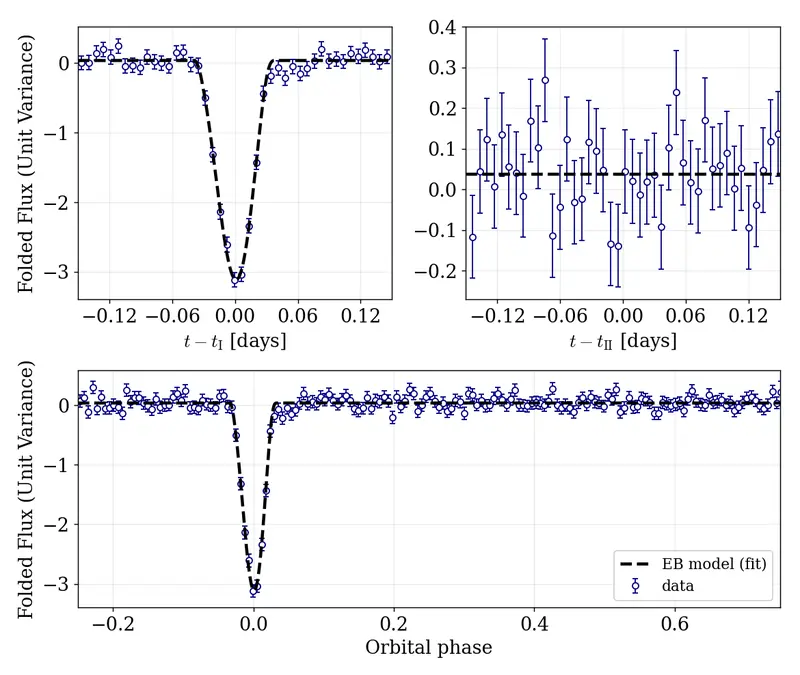 Folded Flux (Unit Variance)
0
−1
−2
−3
−0.12 −0.06 0.00 0.06 0.12
t − tI [days]
0.4
0.3
0.2
0.1
0.0
−0.1
−0.2
−0.12 −0.06 0.00 0.06 0.12
t − tII [days]
Folded Flux (Unit Variance)
0
−1
−2
−3
EB model (fit)
data
−0.2 0.0 0.2 0.4 0.6
Orbital phase